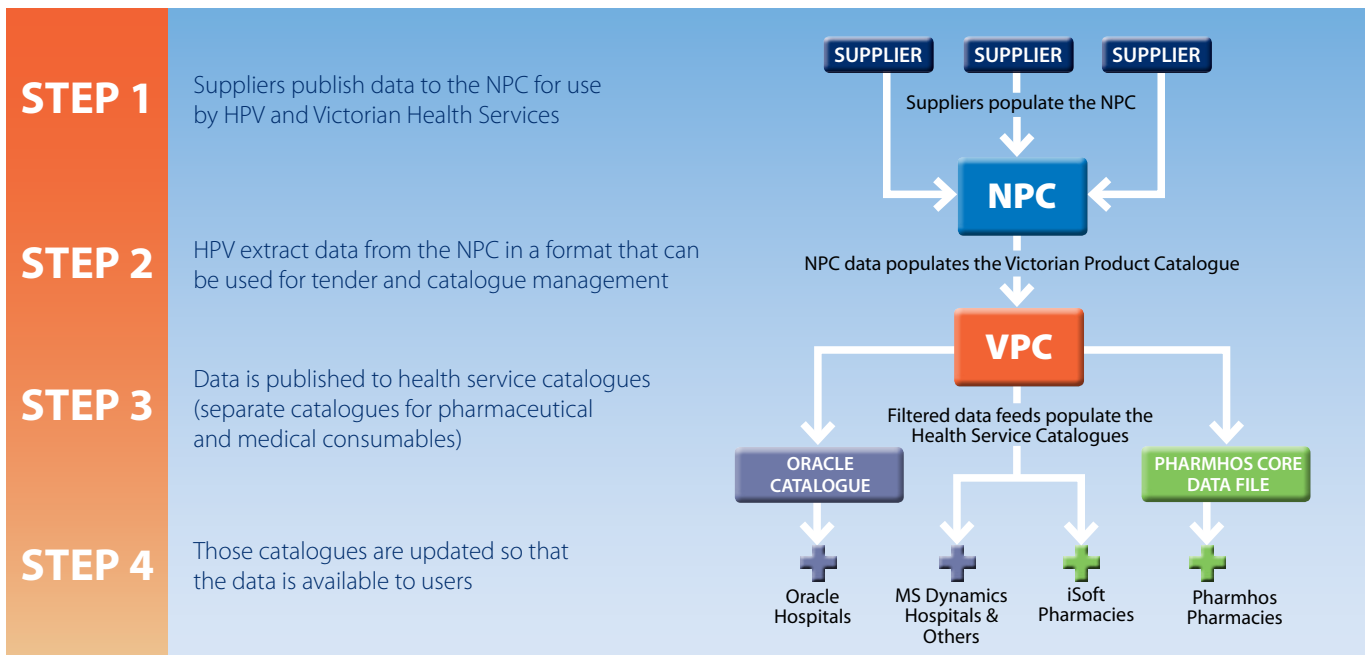 STEP 1
Suppliers publish data to the NPC for use
by HPV and Victorian Health Services
STEP 2
HPV extract data from the NPC in a format that can
be used for tender and catalogue management
STEP 3
Data is published to health service catalogues
(separate catalogues for pharmaceutical
and medical consumables)
STEP 4
Those catalogues are updated so that
the data is available to users
SUPPLIER
SUPPLIER
SUPPLIER
Suppliers populate the NPC
NPC
NPC data populates the Victorian Product Catalogue
VPC
Filtered data feeds populate the
Health Service Catalogues
ORACLE
CATALOGUE
PHARMHOS CORE
DATA FILE
Oracle
Hospitals
MS Dynamics
Hospitals &
Others
iSoft
Pharmacies
Pharmhos
Pharmacies